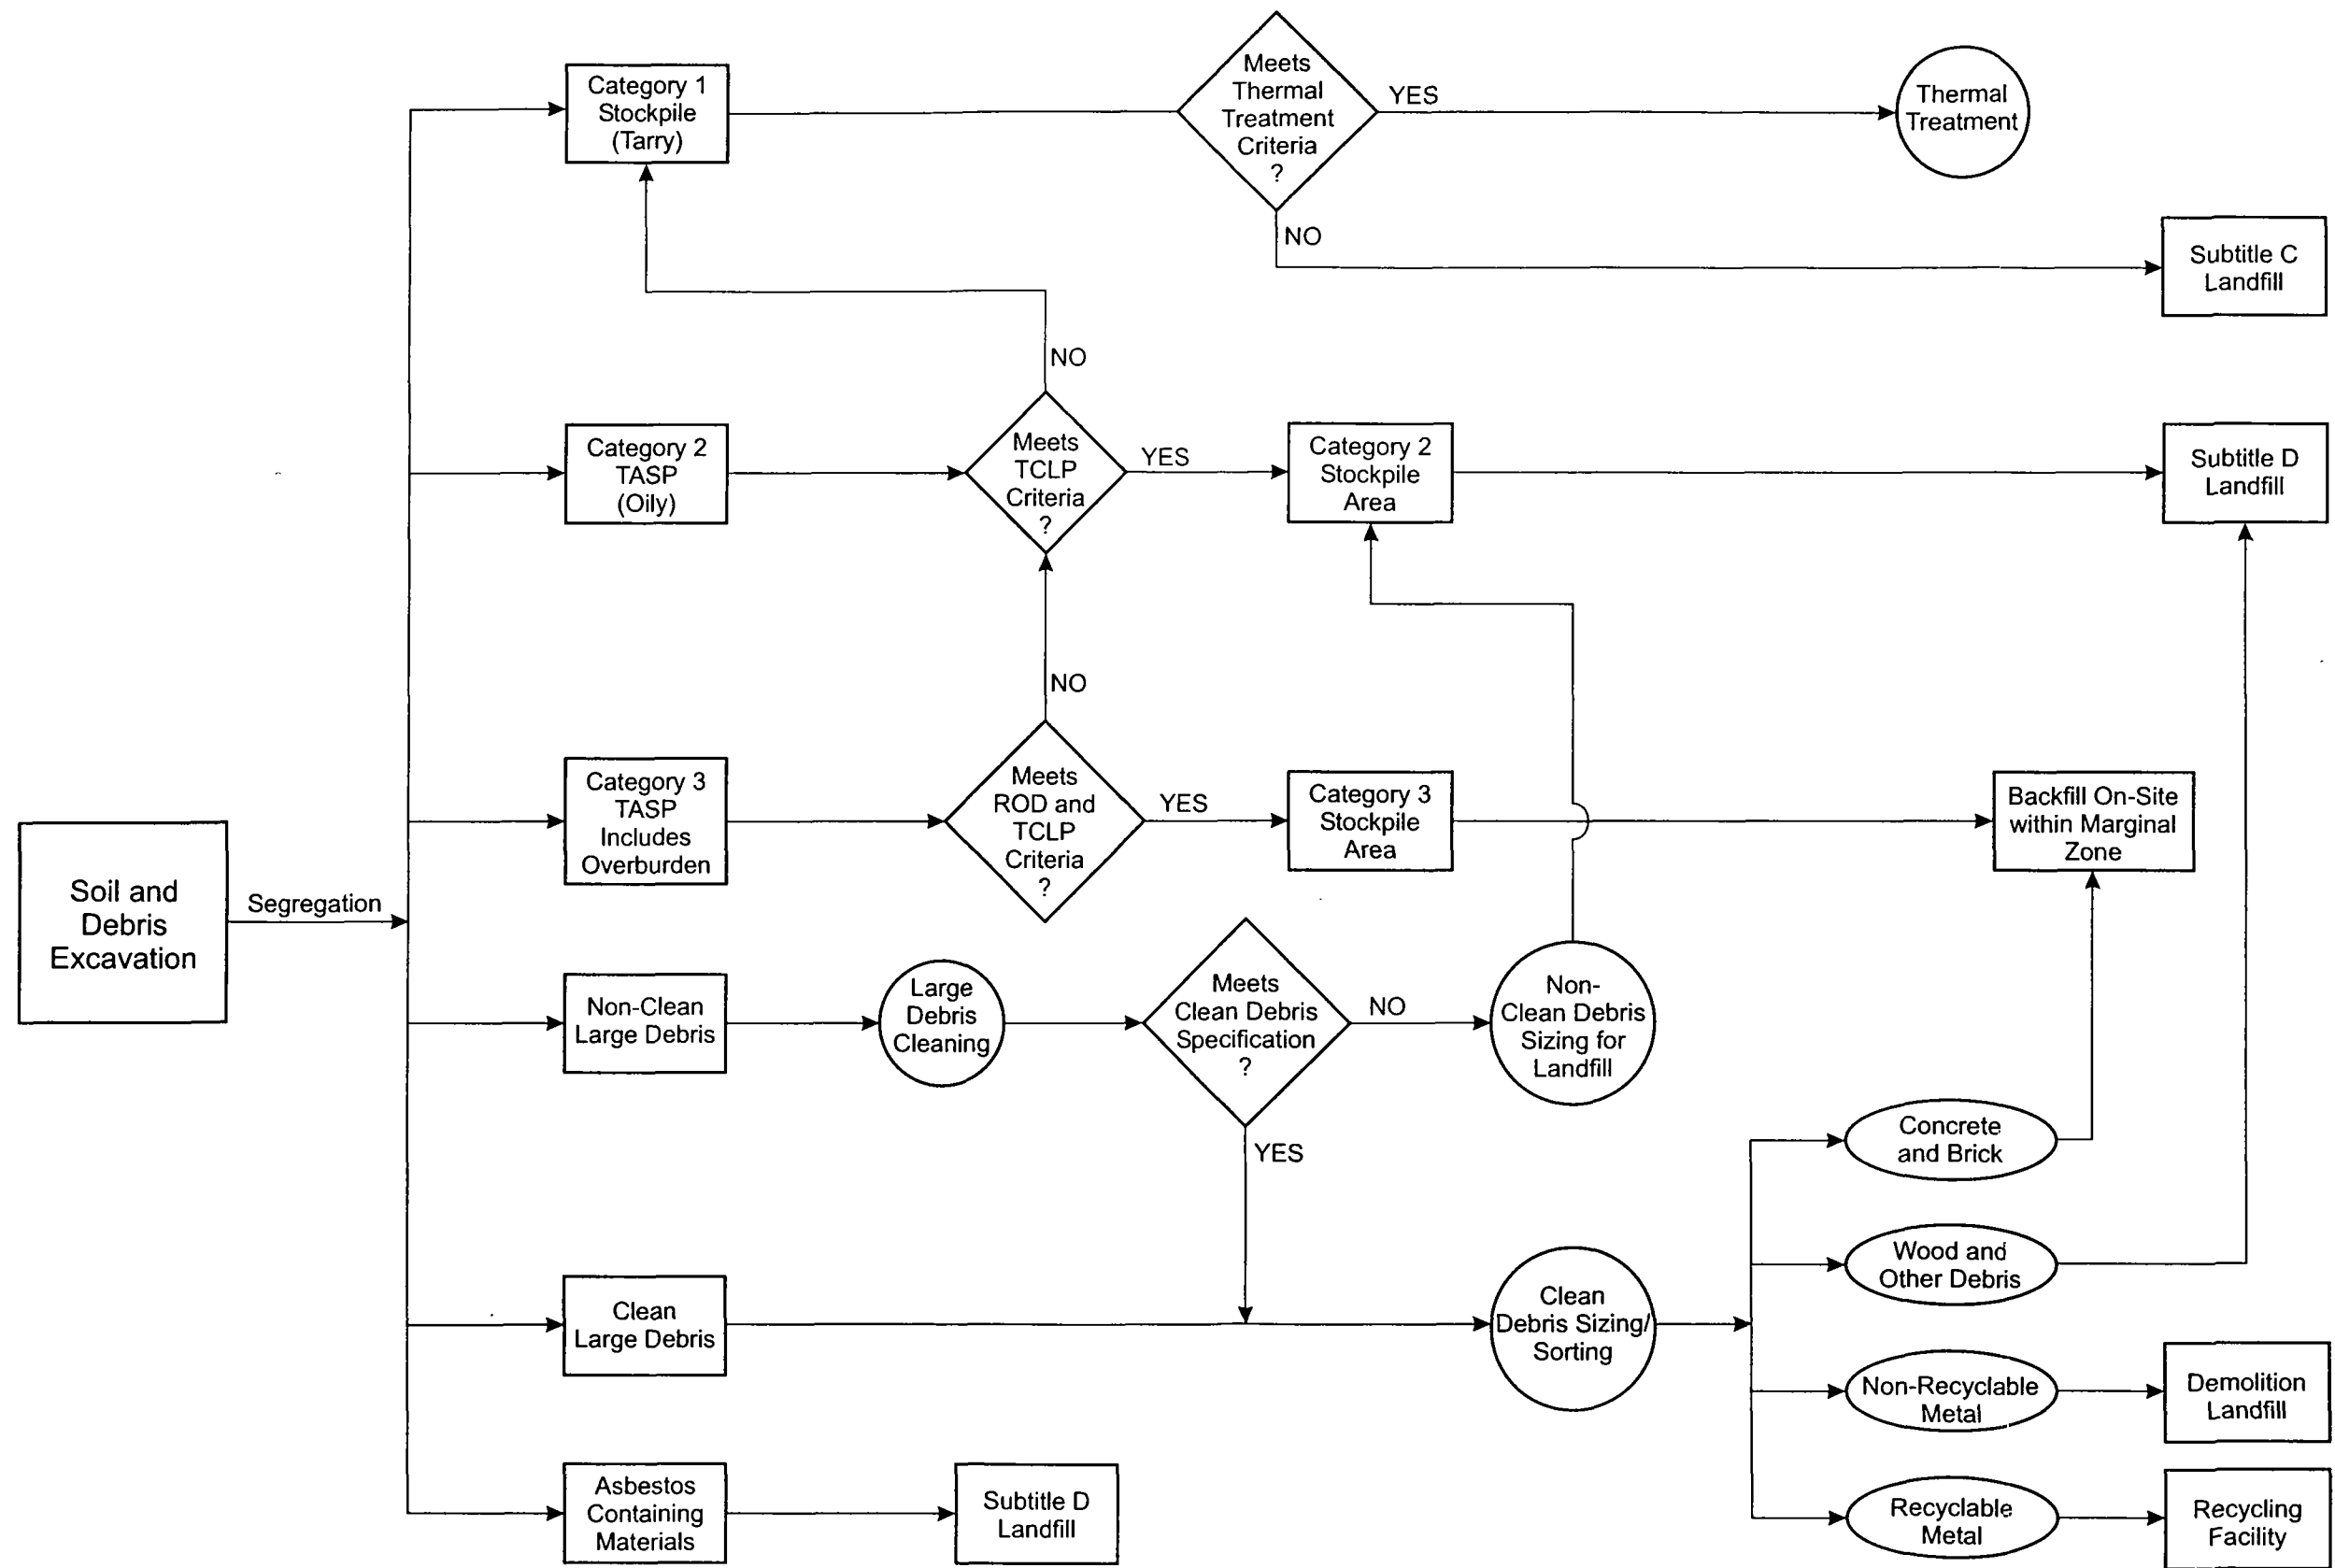 Category 1
Stockpile
(Tarry)
Meets
Thermal
Treatment
Criteria
?
YES
Thermal
Treatment
NO
Subtitle C
Landfill
NO
Category 2
TASP
(Oily)
Meets
TCLP
Criteria
?
YES
Category 2
Stockpile
Area
Subtitle D
Landfill
NO
Category 3
TASP
Includes
Overburden
Meets
ROD and
TCLP
Criteria
?
YES
Category 3
Stockpile
Area
Backfill On-Site
within Marginal
Zone
Soil and
Debris
Excavation
Segregation
Non-Clean
Large Debris
Large
Debris
Cleaning
Meets
Clean Debris
Specification
?
NO
Non-
Clean Debris
Sizing for
Landfill
YES
Concrete
and Brick
Wood and
Other Debris
Clean
Large Debris
Clean
Debris Sizing/
Sorting
Non-Recyclable
Metal
Demolition
Landfill
Asbestos
Containing
Materials
Subtitle D
Landfill
Recyclable
Metal
Recycling
Facility